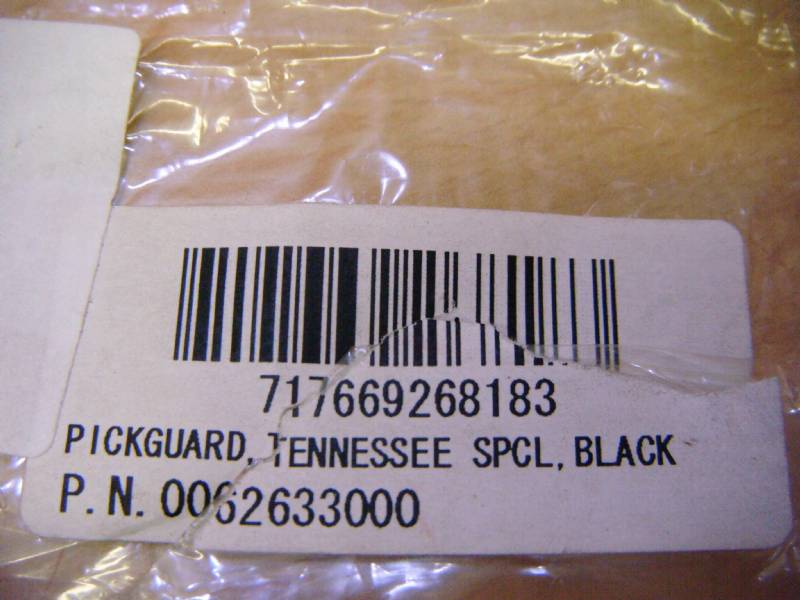 717669268183
PICKGUARD, TENNESSEE SPCL, BLACK
P.N. 0062633000